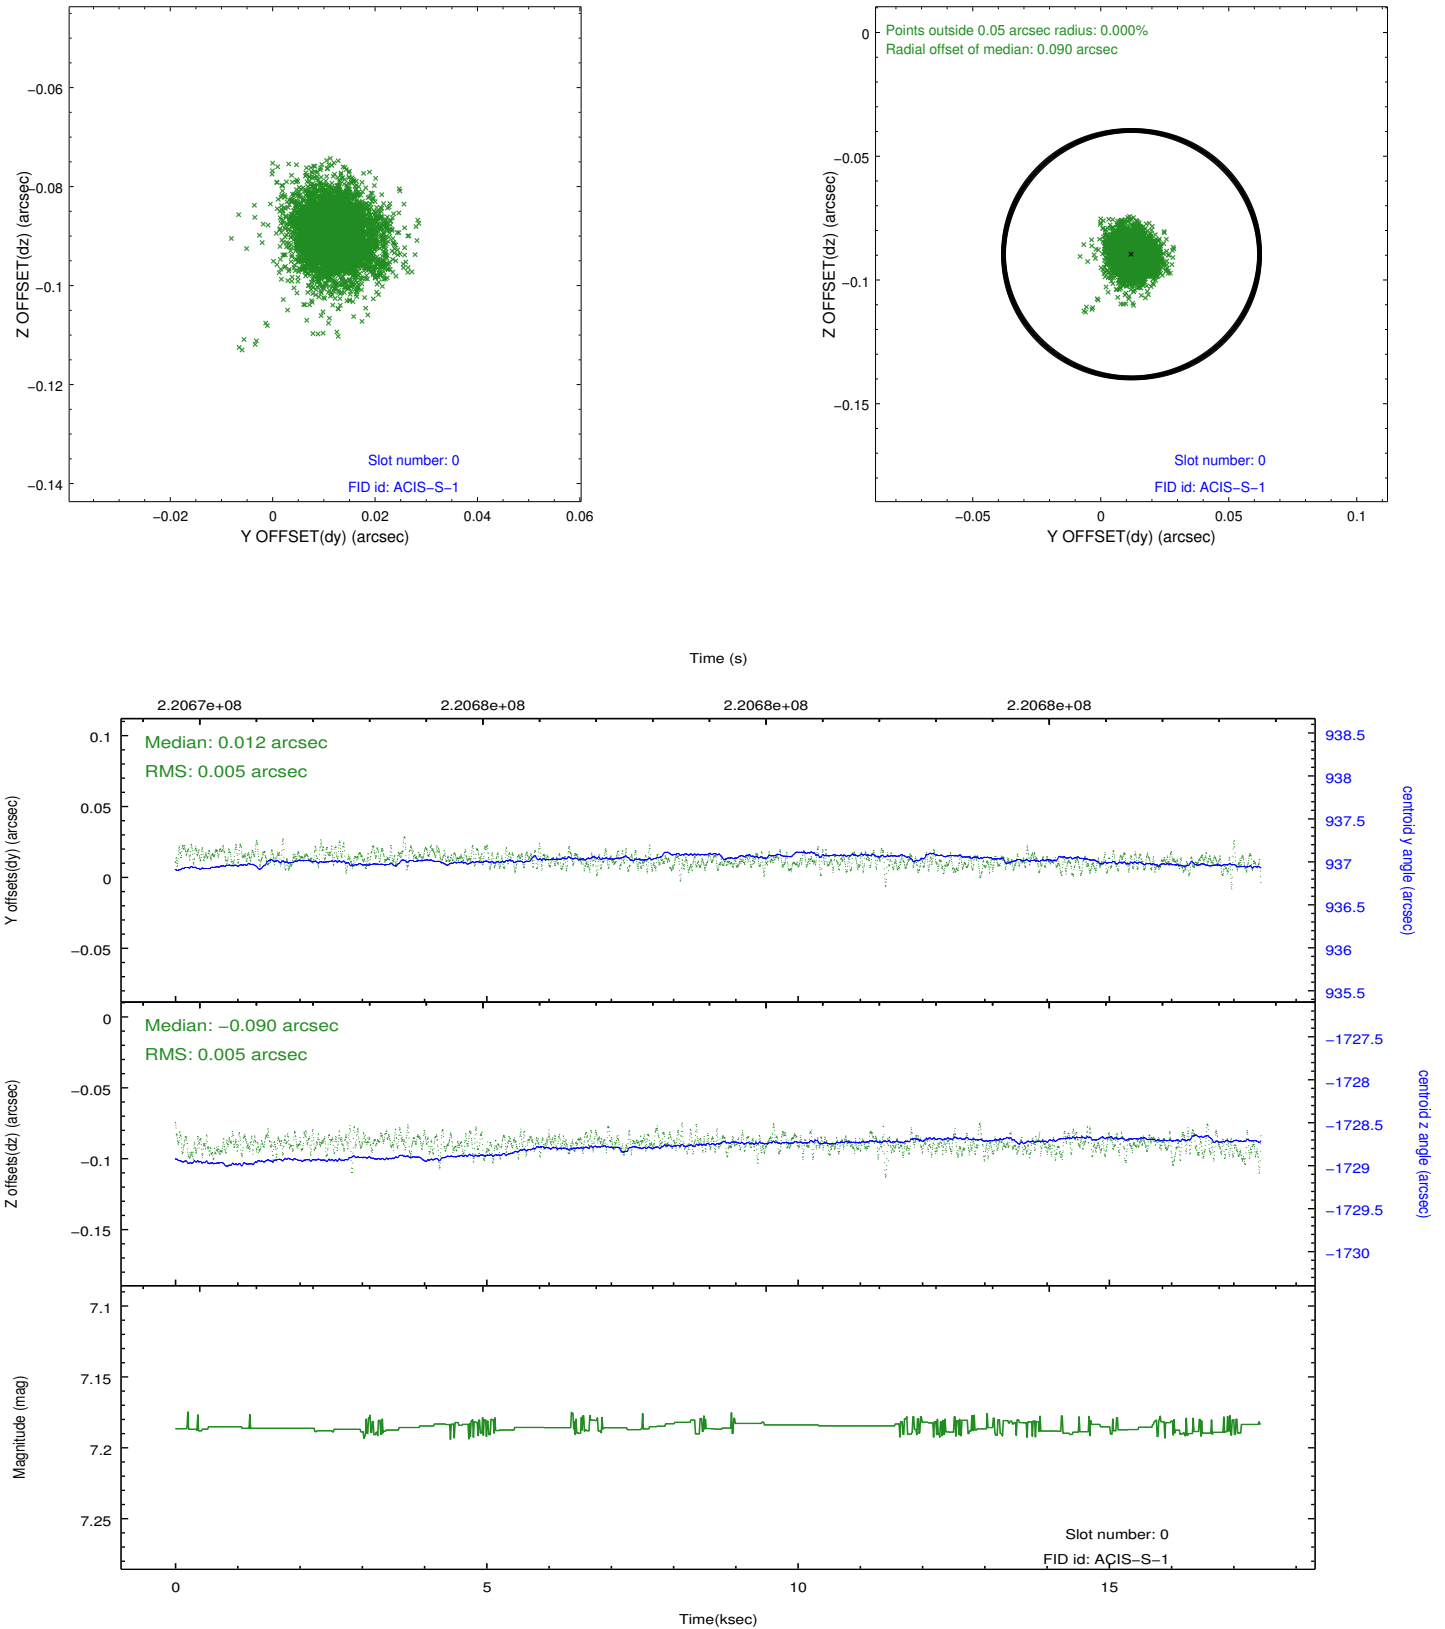 −0.06
−0.08
−0.1
−0.12
−0.14
Z OFFSET(dz) (arcsec)
Slot number: 0
FID id: ACIS−S−1
−0.02
0
0.02
0.04
0.06
Y OFFSET(dy) (arcsec)
Points outside 0.05 arcsec radius: 0.000%
Radial offset of median: 0.090 arcsec
0
−0.05
−0.1
−0.15
Z OFFSET(dz) (arcsec)
Slot number: 0
FID id: ACIS−S−1
−0.05
0
0.05
0.1
Y OFFSET(dy) (arcsec)
Time (s)
2.2067e+08
2.2068e+08
2.2068e+08
2.2068e+08
Median: 0.012 arcsec
RMS: 0.005 arcsec
0.1
0.05
0
−0.05
Y offsets(dy) (arcsec)
938.5
938
937.5
937
936.5
936
935.5
centroid y angle (arcsec)
Median: −0.090 arcsec
RMS: 0.005 arcsec
0
−0.05
−0.1
−0.15
Z offsets(dz) (arcsec)
−1727.5
−1728
−1728.5
−1729
−1729.5
−1730
centroid z angle (arcsec)
7.1
7.15
7.2
7.25
Magnitude (mag)
Slot number: 0
FID id: ACIS−S−1
0
5
10
15
Time(ksec)